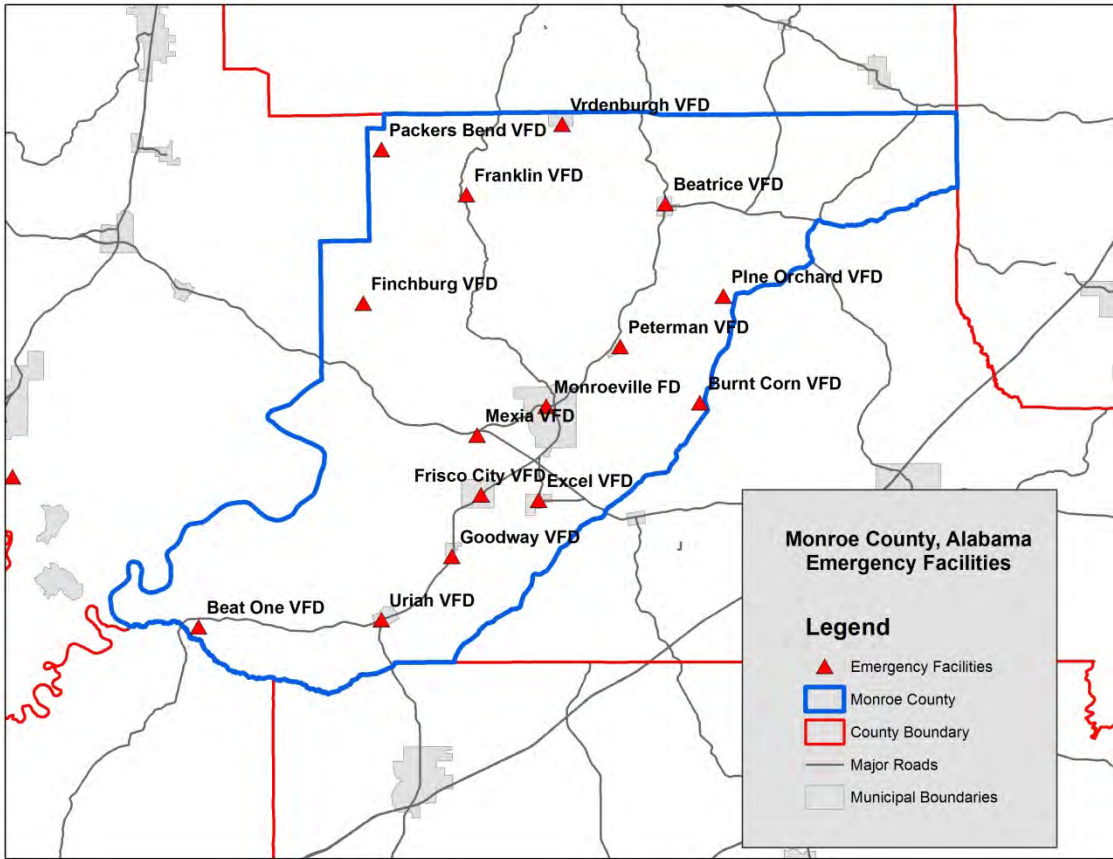 Vrdenburgh VFD
Packers Bend VFD
Franklin VFD
Beatrice VFD
Finchburg VFD
PIne Orchard VFD
Peterman VFD
Monroeville FD
Burnt Corn VFD
Mexia VFD
Frisco City VFD
Excel VFD
Goodway VFD
Beat One VFD
Uriah VFD
Monroe County, Alabama
Emergency Facilities
Legend
Emergency Facilities
Monroe County
County Boundary
Major Roads
Municipal Boundaries